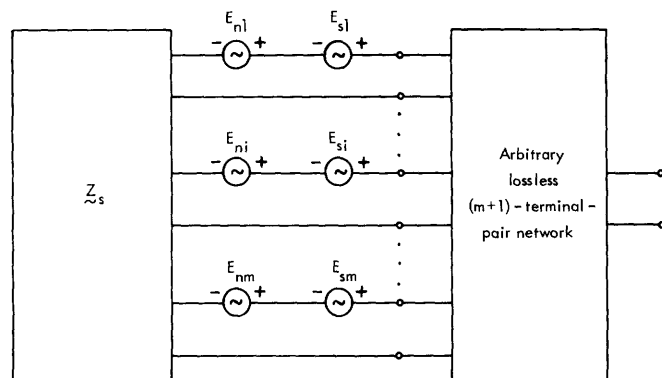 E_n1 E_s1
- + - +
E_ni E_si
- + - +
Z_s
Arbitrary
lossless
(m+1) - terminal -
pair network
E_nm E_sm
- + - +